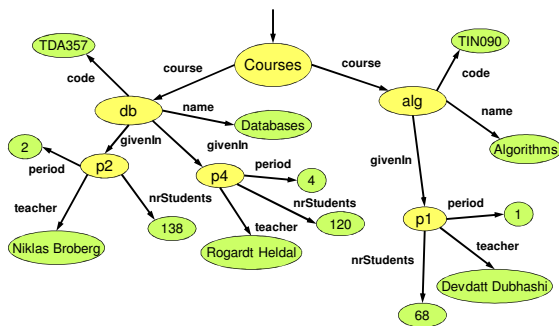 TDA357
TIN090
course
Courses
course
code
code
db
name
alg
name
Databases
givenIn
givenIn
Algorithms
2
p2
period
period
4
givenIn
p4
teacher
nrStudents
nrStudents
period
1
p1
138
teacher
120
Niklas Broberg
Rogardt Heldal
teacher
nrStudents
Devdatt Dubhashi
68